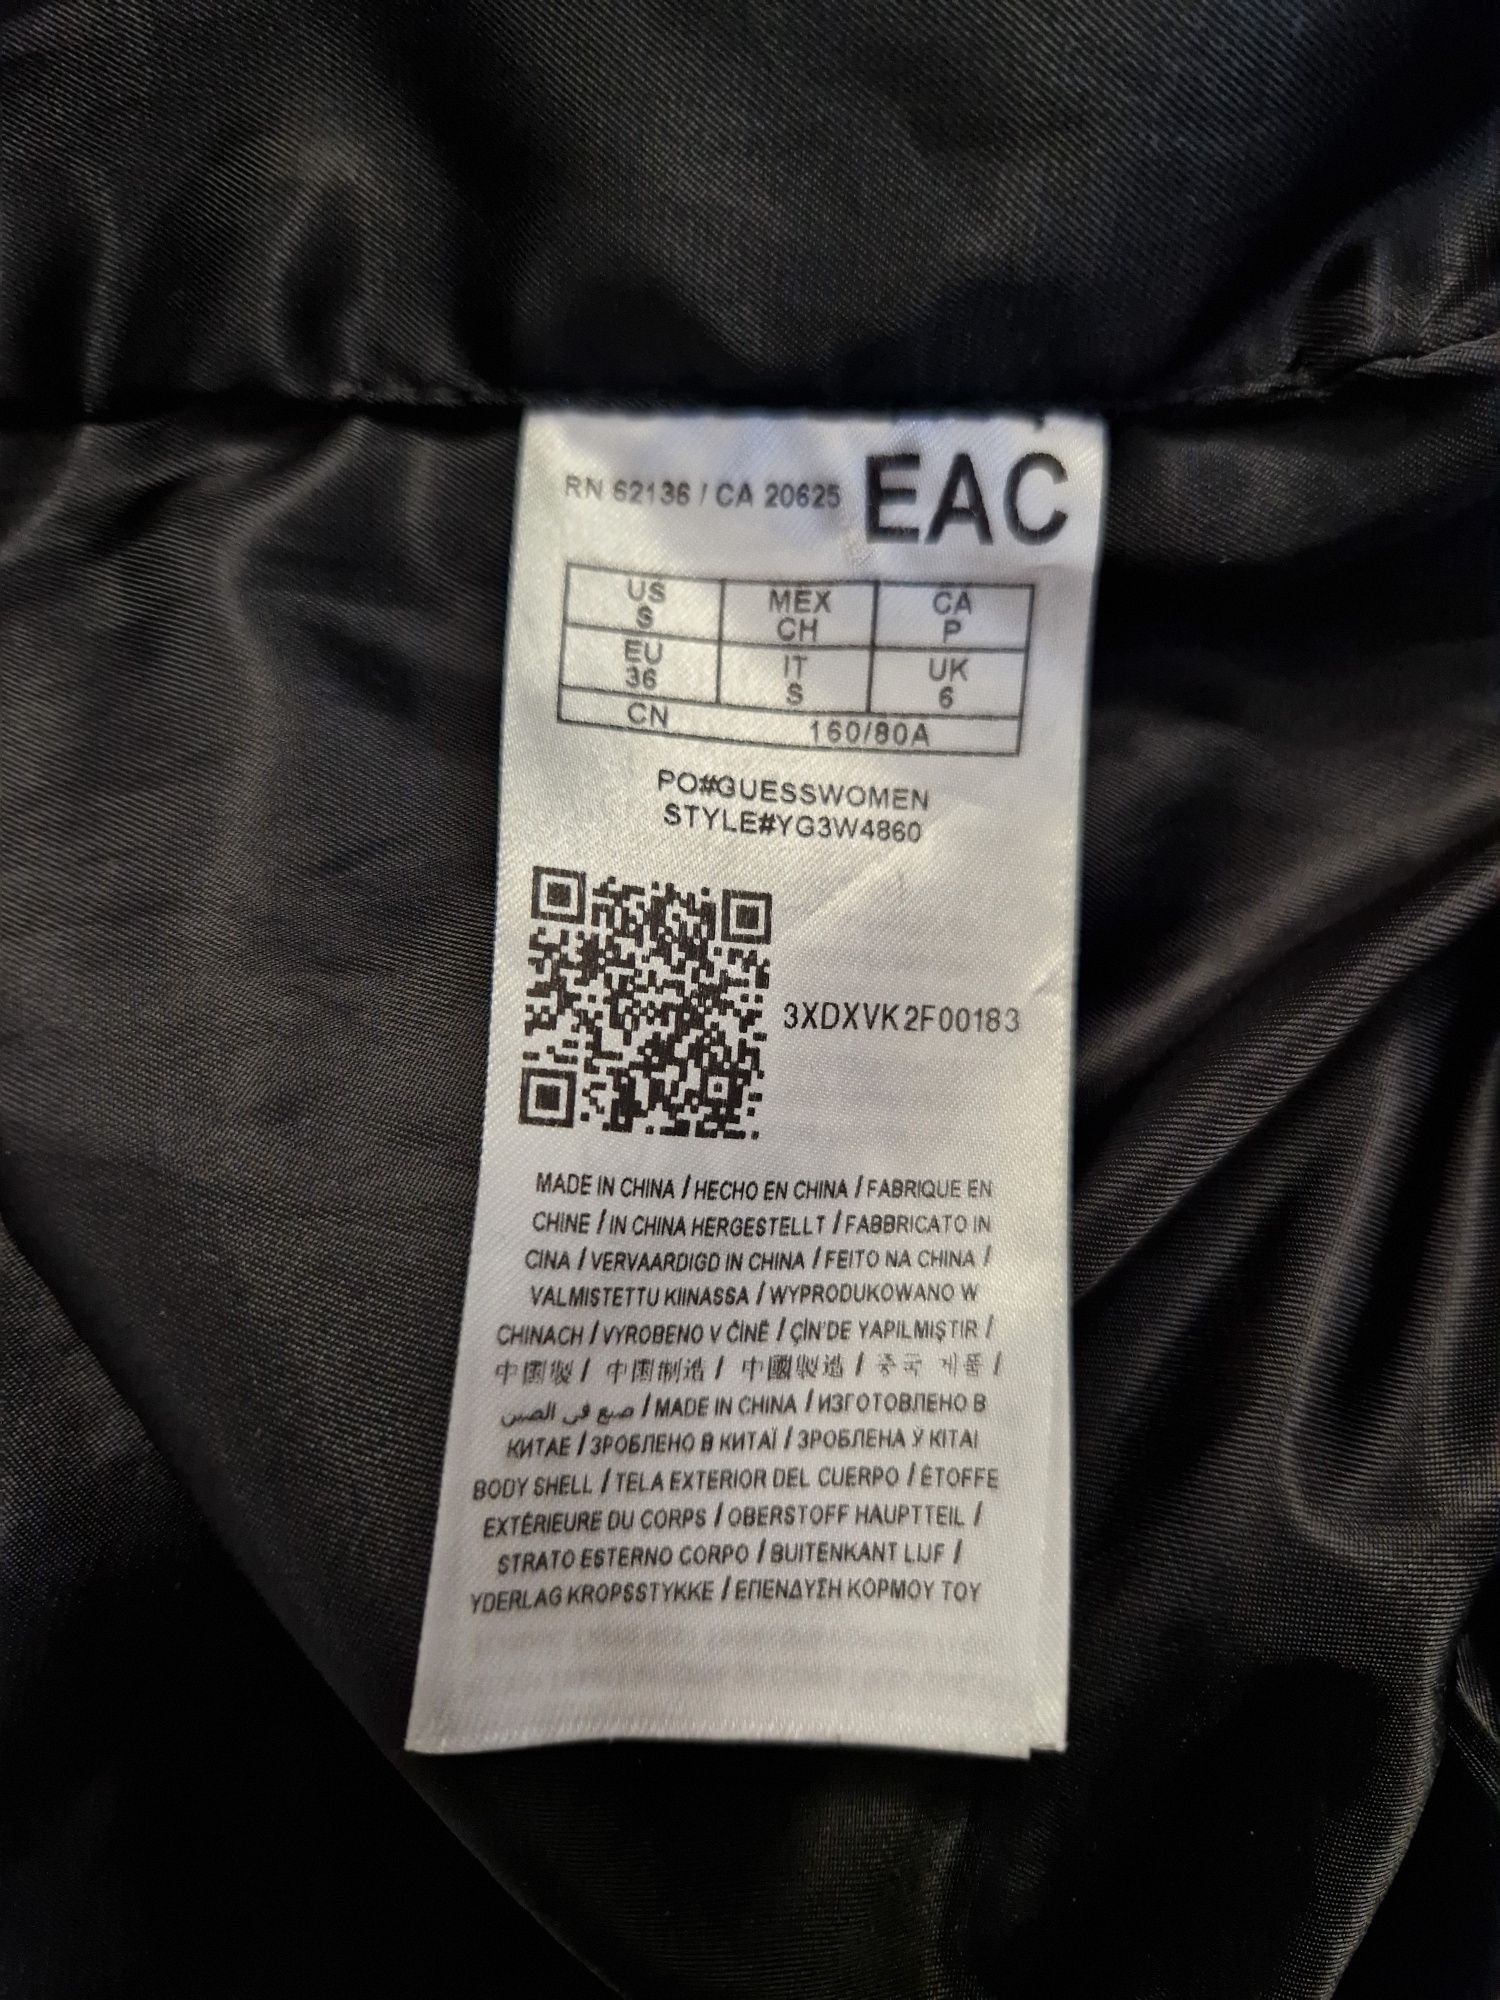 RN 62136 / CA 20625 EAC
US MEX CA
S CH P
EU IT UK
36 S 6
CN 160/80A
PO#GUESSWOMEN
STYLE#YG3W4860
3XDXVK2F00183
MADE IN CHINA / HECHO EN CHINA / FABRIQUE EN
CHINE / IN CHINA HERGESTELLT / FABBRICATO IN
CINA / VERVAARDIGD IN CHINA / FEITO NA CHINA /
VALMISTETTU KIINASSA / WYPRODUKOWANO W
CHINACH / VYROBENO V ČÍNĚ / ÇİN'DE YAPILMIŞTIR /
中国製 / 中国制造 / 中國製造 / 중국 제품 /
صنع في الصين / MADE IN CHINA / ИЗГОТОВЛЕНО В
КИТАЕ / ЗРОБЛЕНО В КИТАЇ / ЗРОБЛЕНА Ў KITAI
BODY SHELL / TELA EXTERIOR DEL CUERPO / ÉTOFFE
EXTÉRIEURE DU CORPS / OBERSTOFF HAUPTTEIL /
STRATO ESTERNO CORPO / BUITENKANT LIJF /
YDERLAG KROPSSTYKKE / ΕΠΕΝΔΥΣΗ ΚΟΡΜΟΥ ΤΟΥ